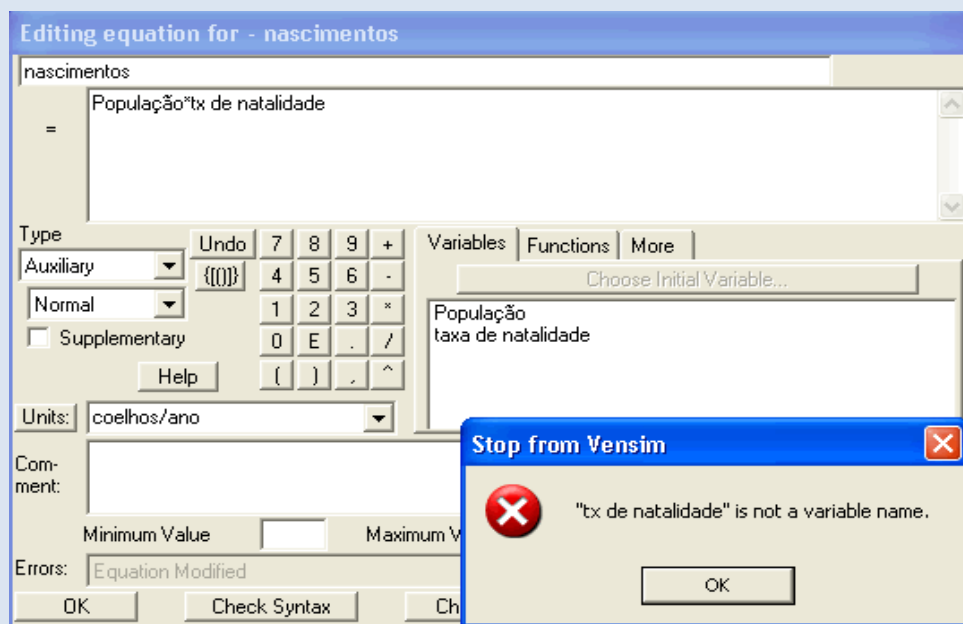 Editing equation for - nascimentos
nascimentos
=
População*tx de natalidade
Type
Auxiliary
Normal
Supplementary
Help
Undo 7 8 9 +
{[()]} 4 5 6 -
1 2 3 *
0 E . /
( ) , ^
Variables Functions More
Choose Initial Variable...
População
taxa de natalidade
Units: coelhos/ano
Com-
ment:
Minimum Value
Maximum V
Errors: Equation Modified
OK Check Syntax Ch
Stop from Vensim
"tx de natalidade" is not a variable name.
OK